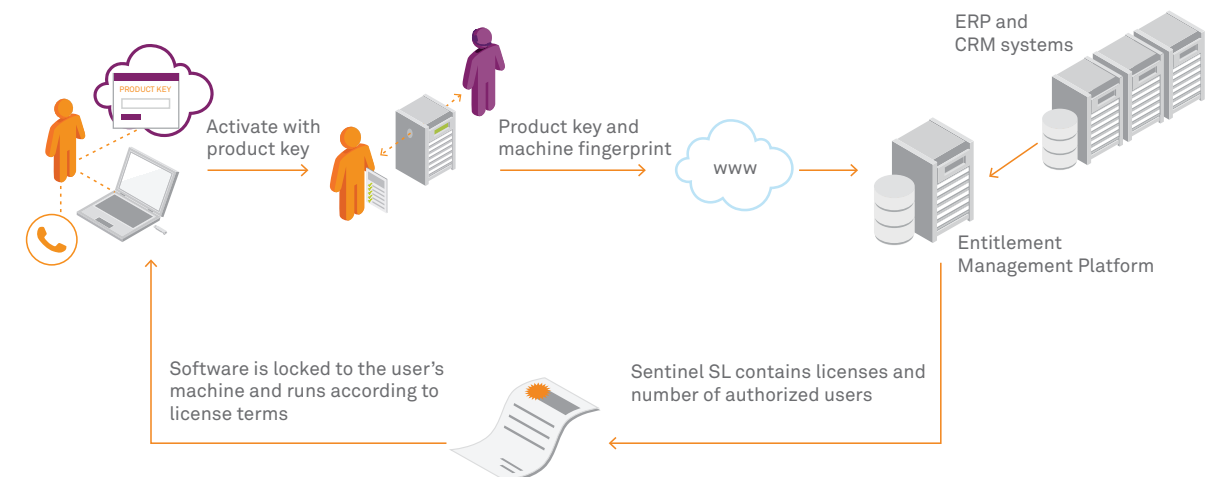 ERP and
CRM systems
PRODUCT KEY
Activate with
product key
Product key and
machine fingerprint
www
Entitlement
Management Platform
Software is locked to the user's
machine and runs according to
license terms
Sentinel SL contains licenses and
number of authorized users